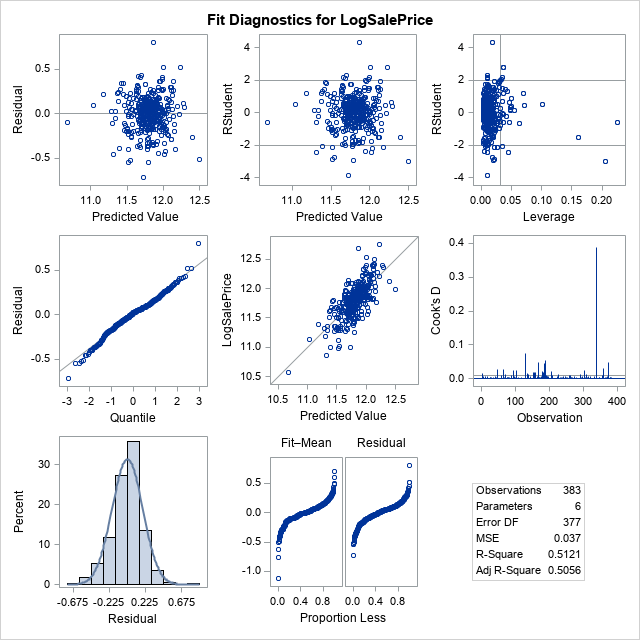 Fit Diagnostics for LogSalePrice
Residual
0.5
0.0
-0.5
11.0 11.5 12.0 12.5
Predicted Value
RStudent
4
2
0
-2
-4
11.0 11.5 12.0 12.5
Predicted Value
RStudent
4
2
0
-2
-4
0.00 0.05 0.10 0.15 0.20
Leverage
Residual
0.5
0.0
-0.5
-3 -2 -1 0 1 2 3
Quantile
LogSalePrice
12.5
12.0
11.5
11.0
10.5
10.5 11.0 11.5 12.0 12.5
Predicted Value
Cook's D
0.4
0.3
0.2
0.1
0.0
0 100 200 300 400
Observation
Percent
30
20
10
0
-0.675 -0.225 0.225 0.675
Residual
Fit–Mean Residual
0.5
0.0
-0.5
-1.0
0.0 0.4 0.8 0.0 0.4 0.8
Proportion Less
Observations 383
Parameters 6
Error DF 377
MSE 0.037
R-Square 0.5121
Adj R-Square 0.5056